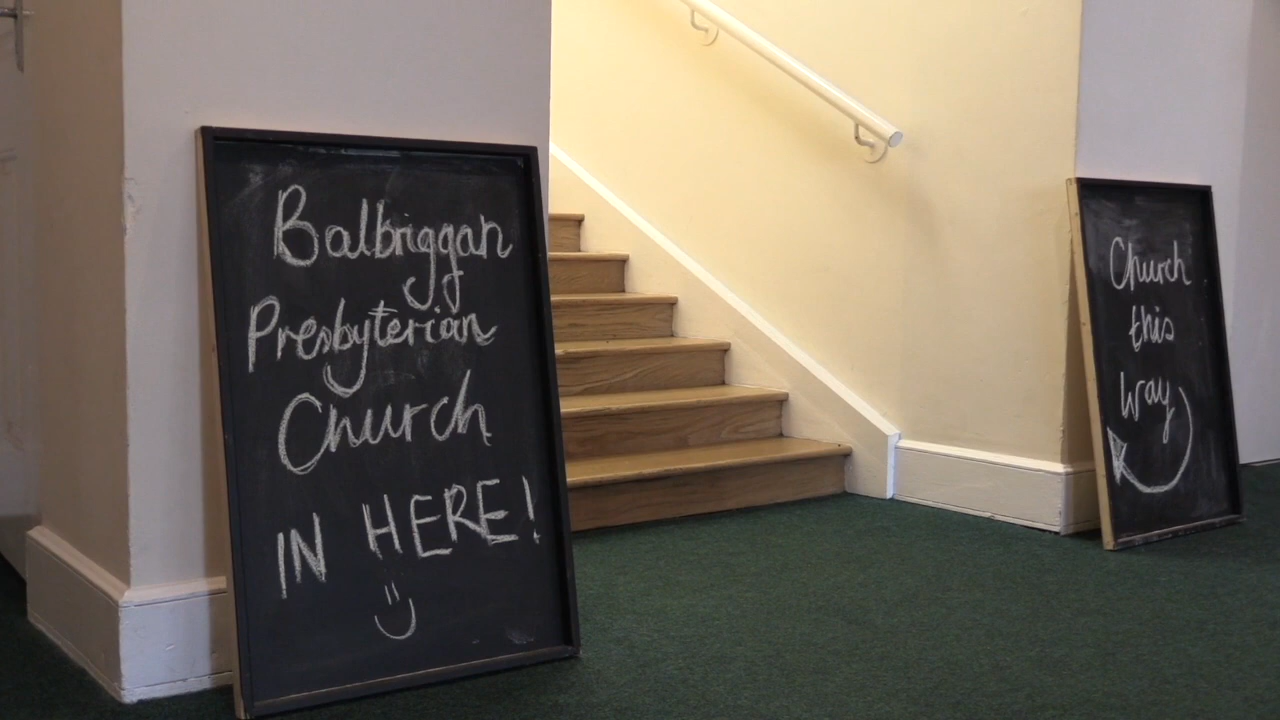 Balbriggan
Presbyterian
Church
IN HERE!
Church
this
way